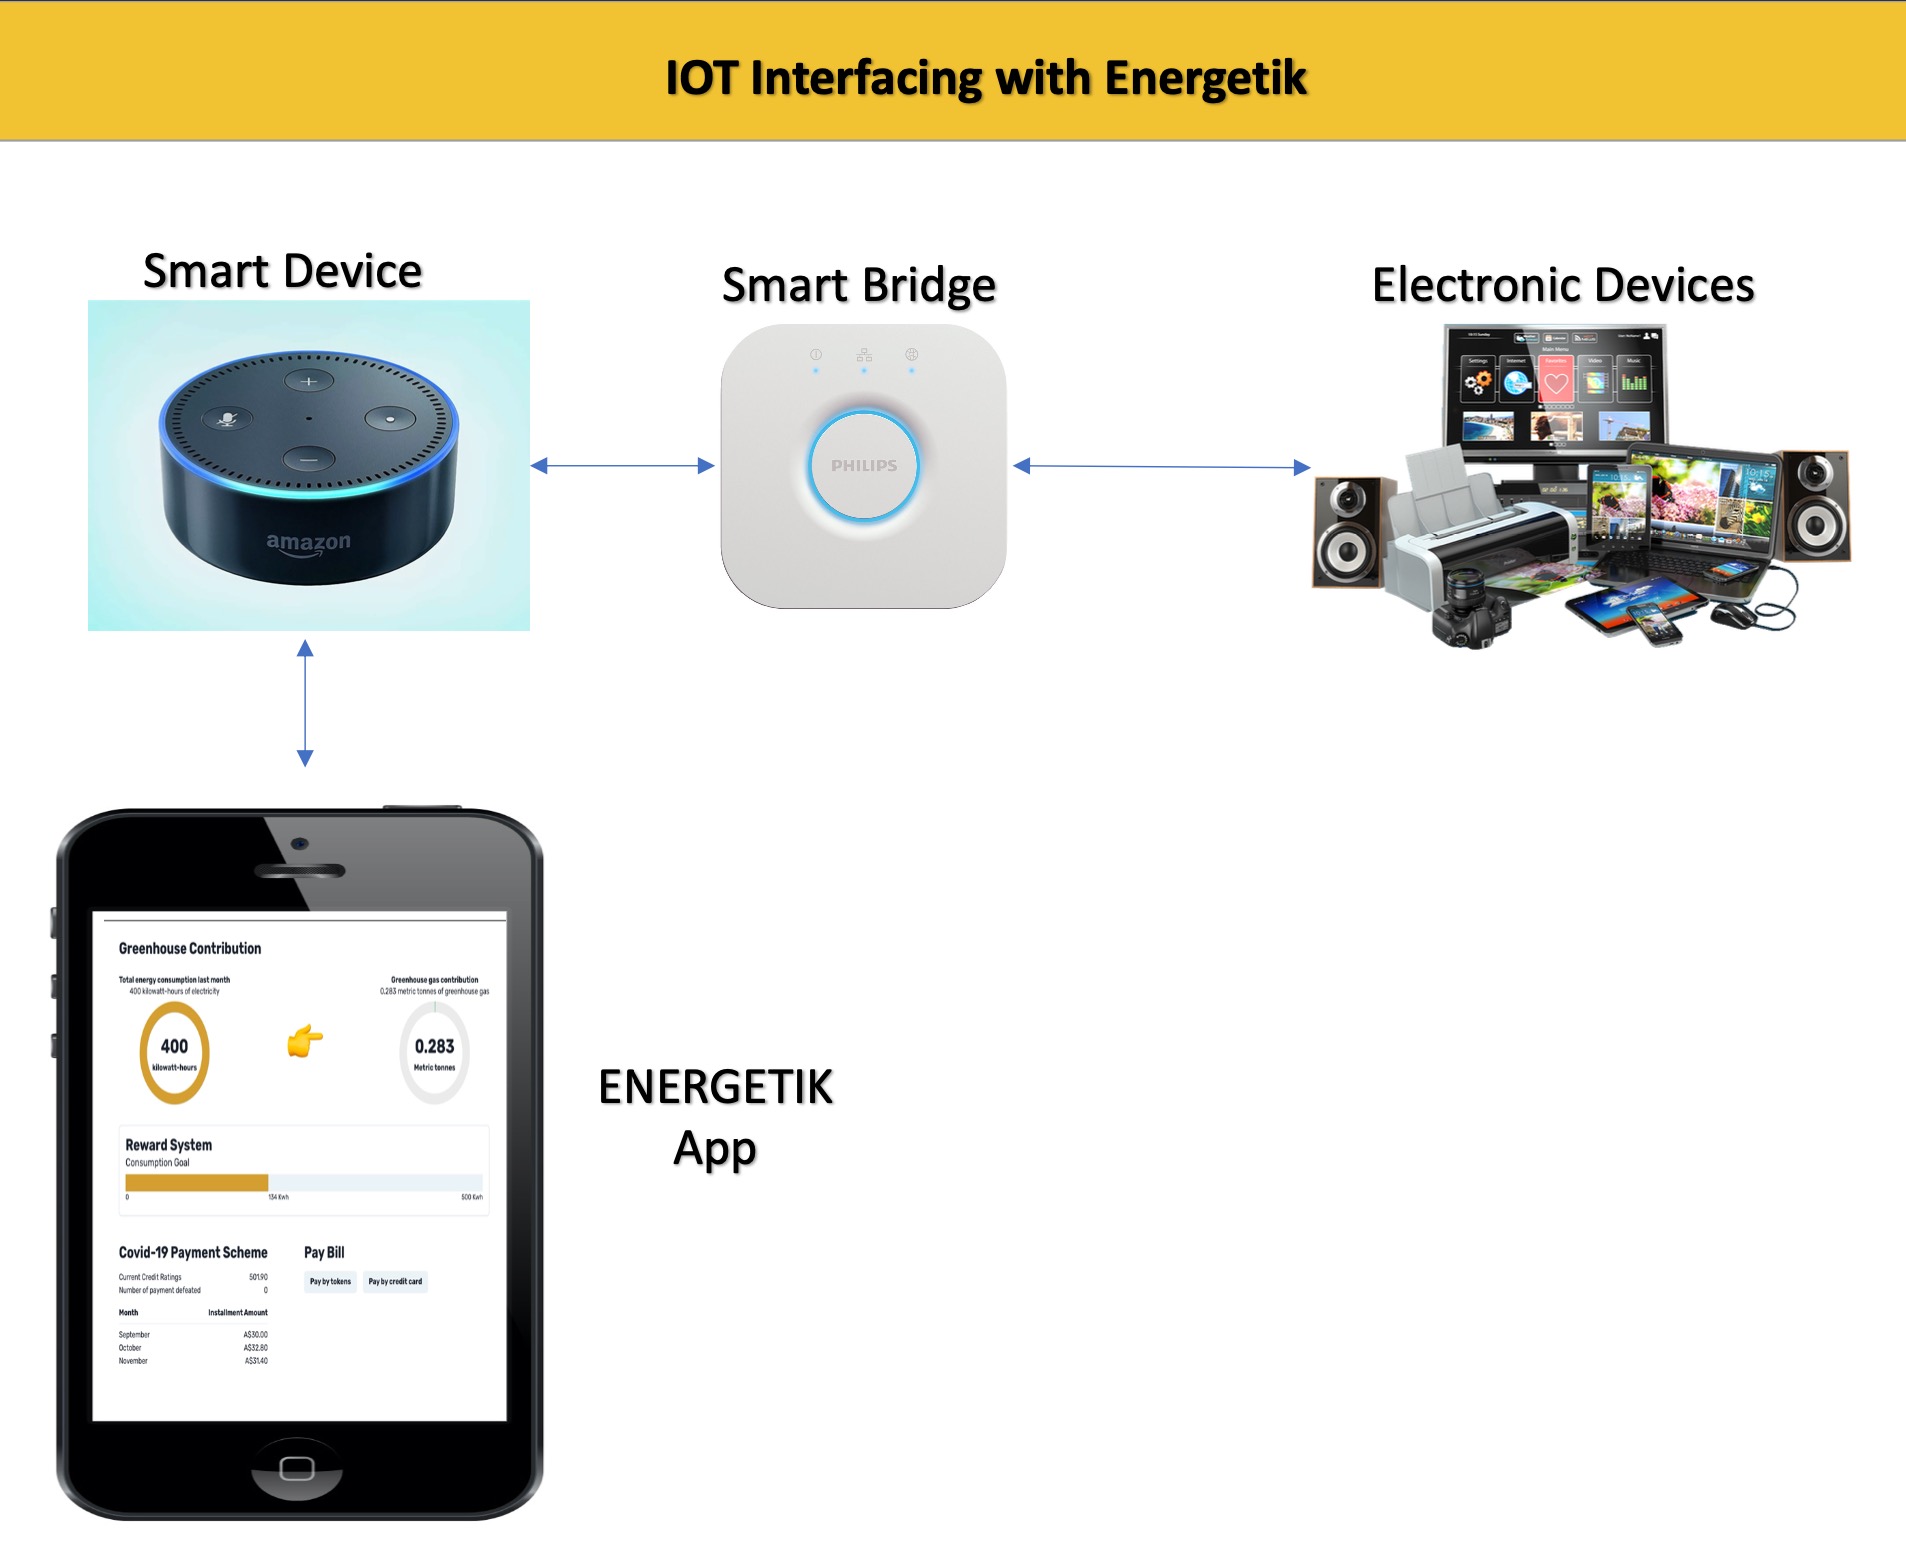 IOT Interfacing with Energetik
Smart Device
Smart Bridge
Electronic Devices
amazon
PHILIPS
Main Menu
Settings
Internet
Favorites
Video
Music
10:15
Greenhouse Contribution
Total energy consumption last month
400 kilowatt-hours of electricity
Greenhouse gas contribution
0.283 metric tonnes of greenhouse gas
400
kilowatt-hours
0.283
Metric tonnes
Reward System
Consumption Goal
0
134 Kwh
500 Kwh
Covid-19 Payment Scheme
Current Credit Ratings 501.90
Number of payment defeated 0
Month Installment Amount
September A$30.00
October A$32.80
November A$31.40
Pay Bill
Pay by tokens
Pay by credit card
ENERGETIK
App